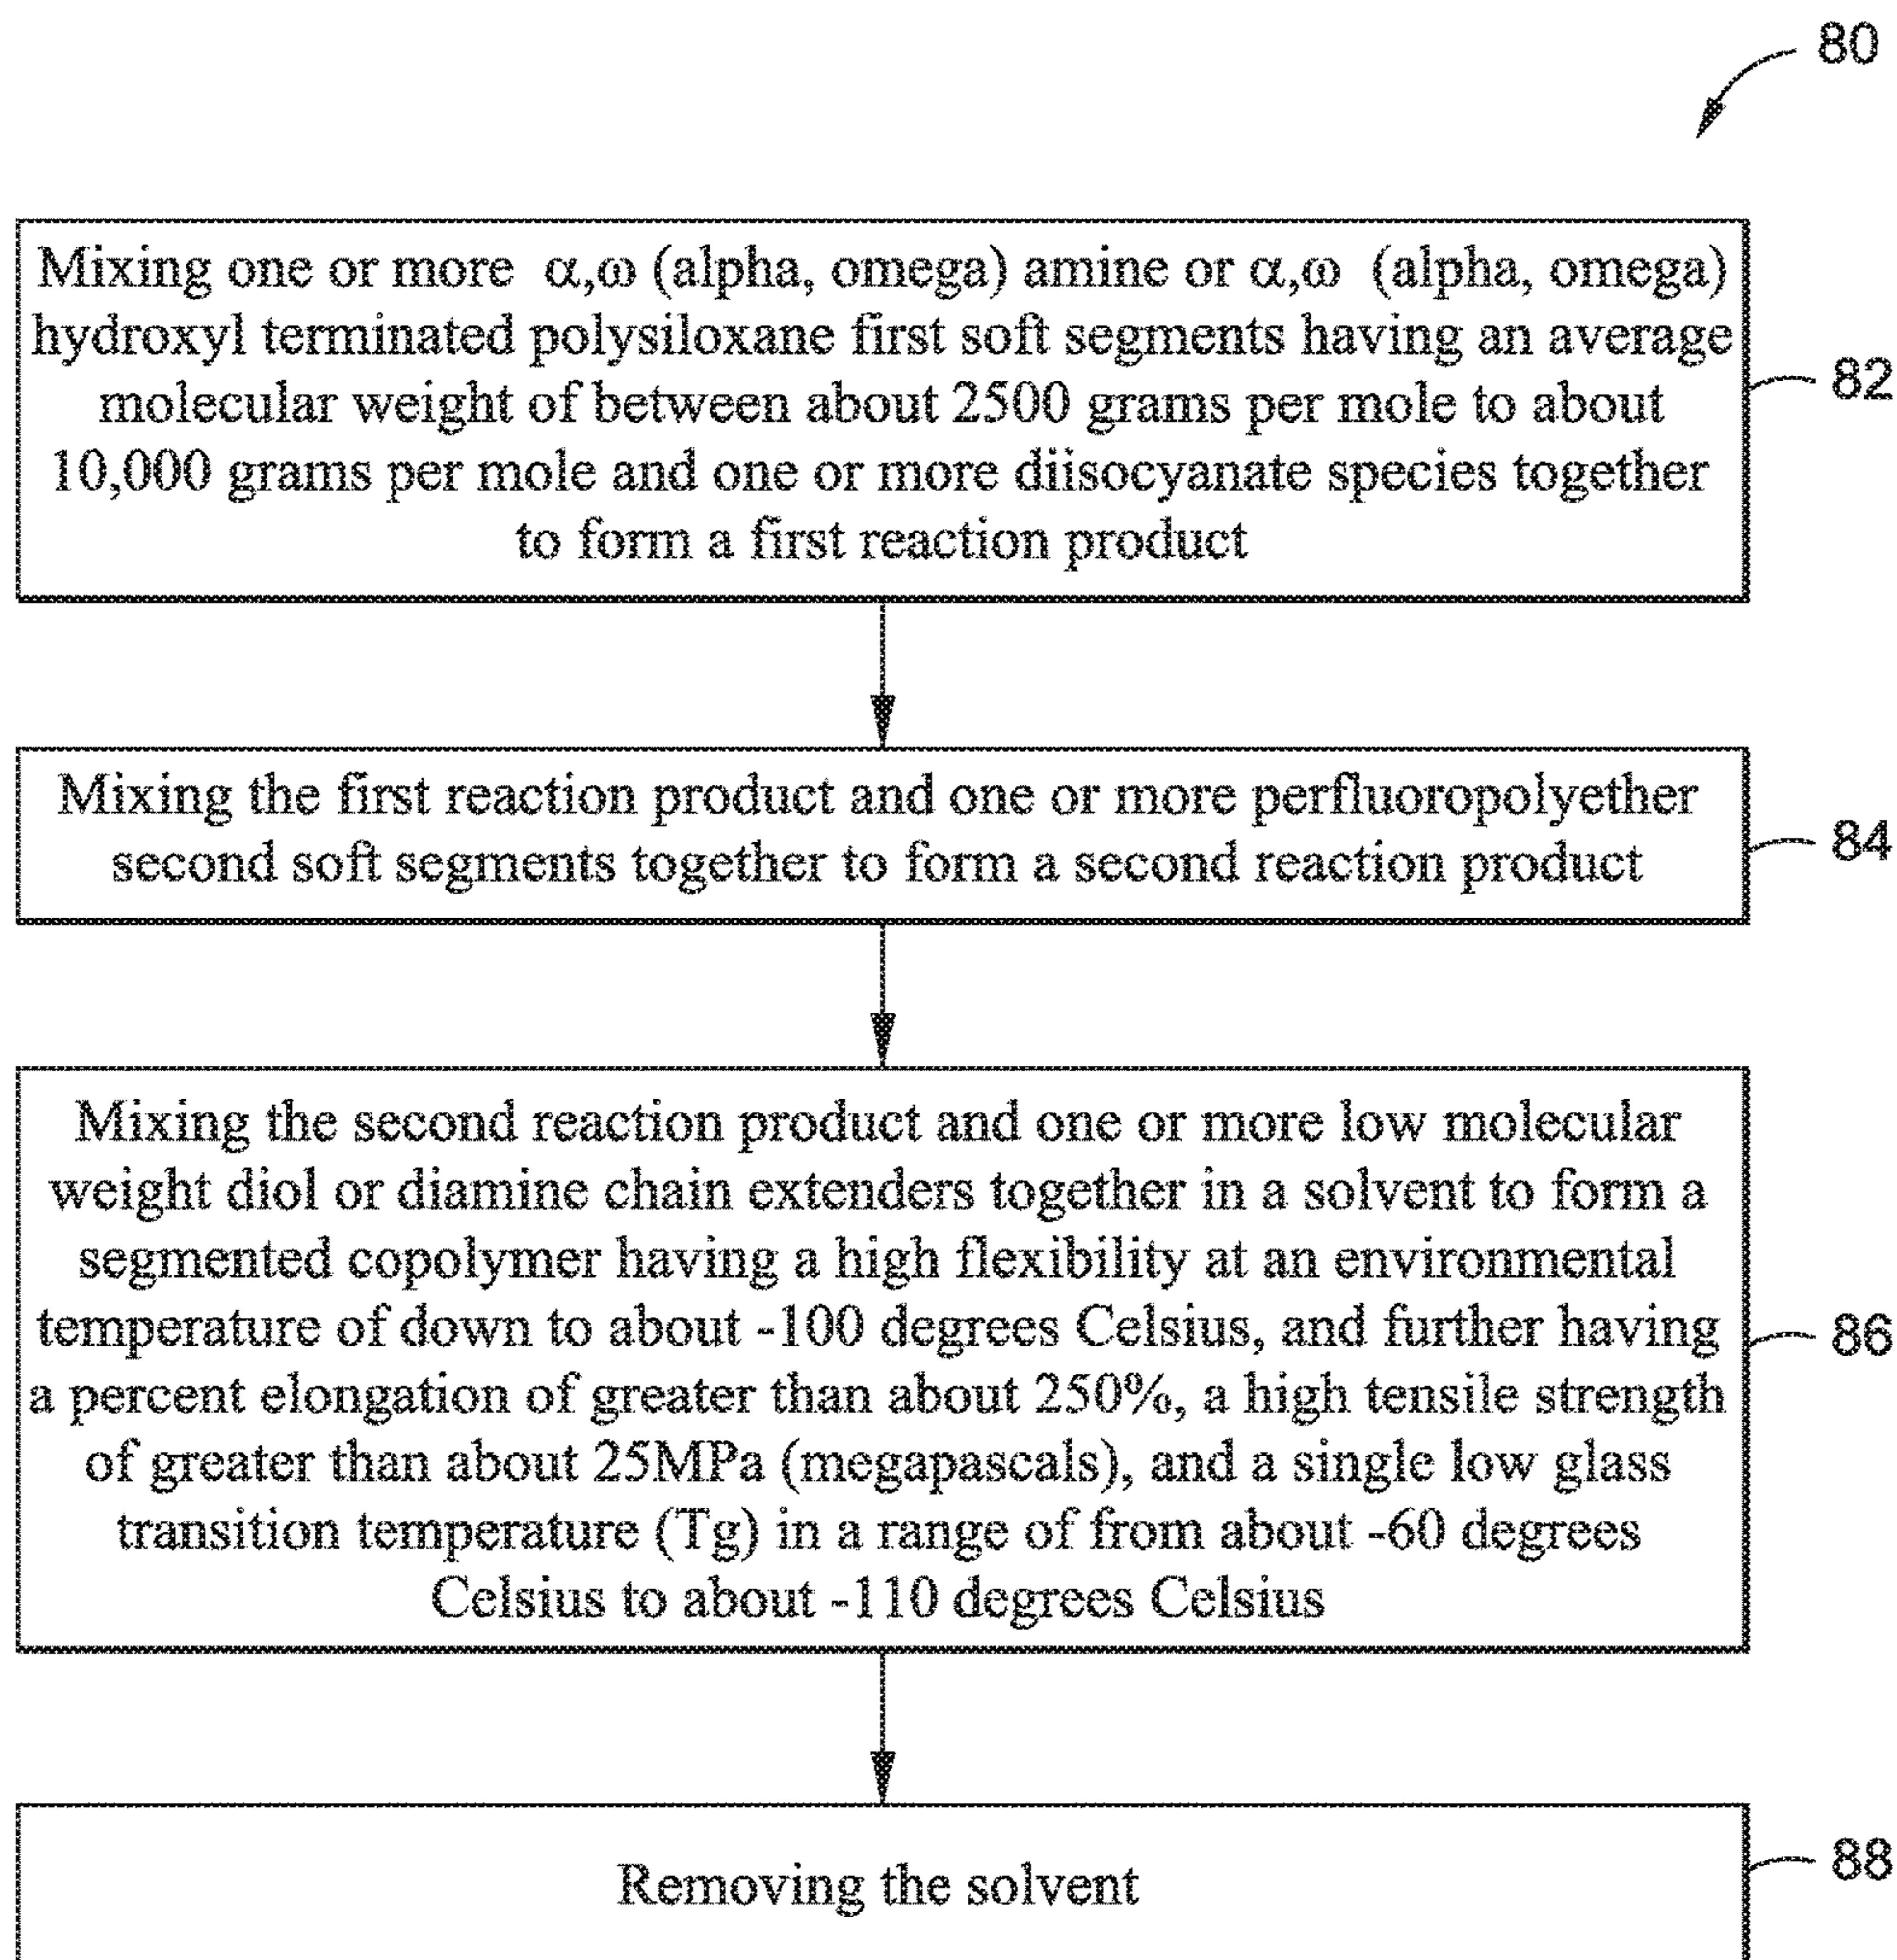 80
Mixing one or more α,ω (alpha, omega) amine or α,ω (alpha, omega)
hydroxyl terminated polysiloxane first soft segments having an average
molecular weight of between about 2500 grams per mole to about
10,000 grams per mole and one or more diisocyanate species together
to form a first reaction product
82
Mixing the first reaction product and one or more perfluoropolyether
second soft segments together to form a second reaction product
84
Mixing the second reaction product and one or more low molecular
weight diol or diamine chain extenders together in a solvent to form a
segmented copolymer having a high flexibility at an environmental
temperature of down to about -100 degrees Celsius, and further having
a percent elongation of greater than about 250%, a high tensile strength
of greater than about 25MPa (megapascals), and a single low glass
transition temperature (Tg) in a range of from about -60 degrees
Celsius to about -110 degrees Celsius
86
Removing the solvent
88